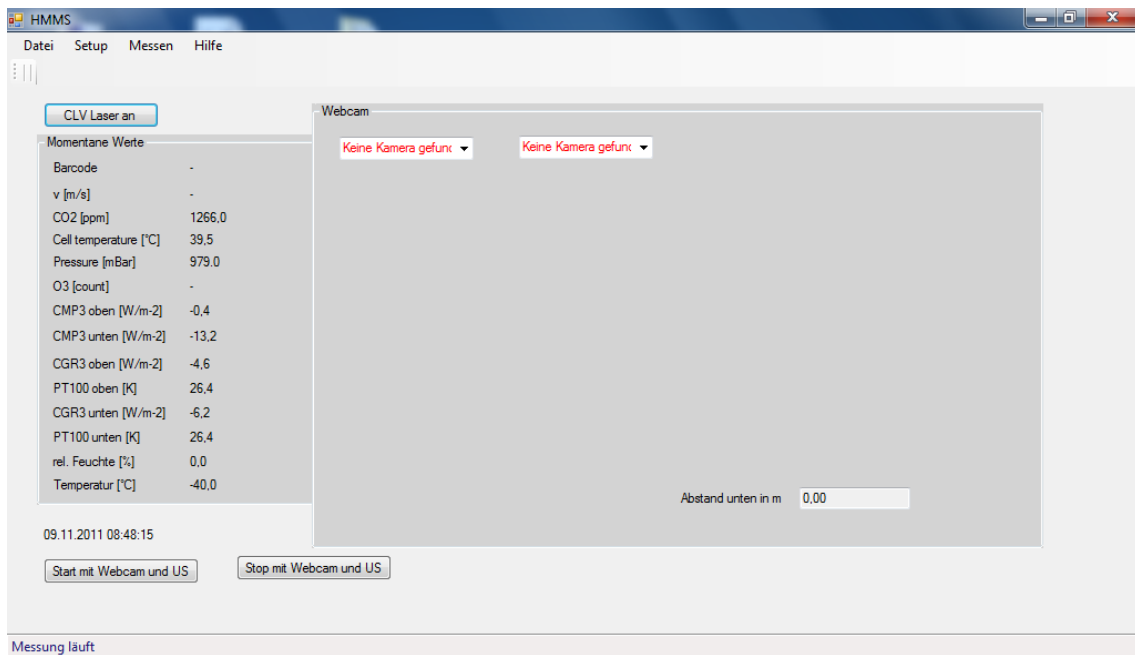 HMMS
Datei Setup Messen Hilfe
CLV Laser an
Momentane Werte
Barcode -
v [m/s] -
CO2 [ppm] 1266,0
Cell temperature [°C] 39,5
Pressure [mBar] 979.0
O3 [count] -
CMP3 oben [W/m-2] -0,4
CMP3 unten [W/m-2] -13,2
CGR3 oben [W/m-2] -4,6
PT100 oben [K] 26,4
CGR3 unten [W/m-2] -6,2
PT100 unten [K] 26,4
rel. Feuchte [%] 0,0
Temperatur [°C] -40,0
Webcam
Keine Kamera gefunc Keine Kamera gefunc
Abstand unten in m 0,00
09.11.2011 08:48:15
Start mit Webcam und US Stop mit Webcam und US
Messung läuft